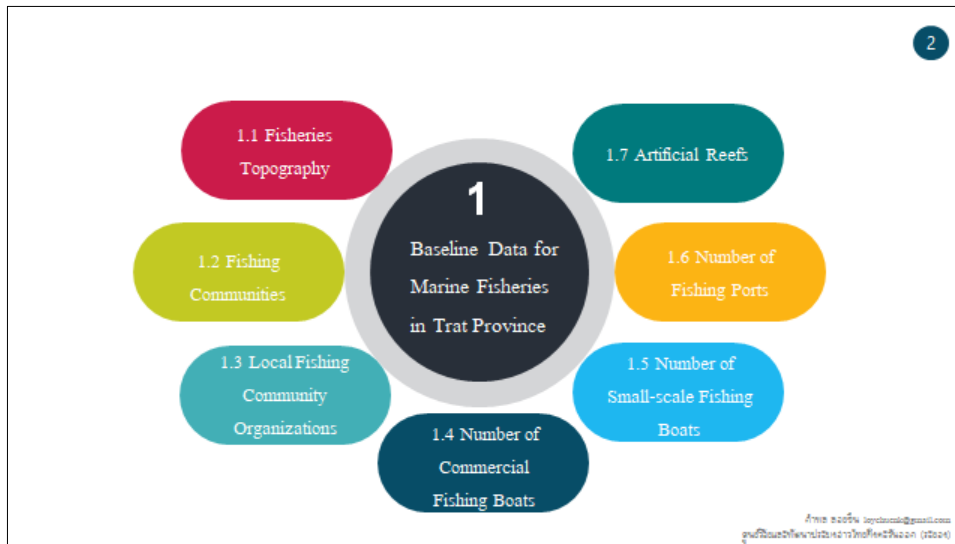 2
1.1 Fisheries
Topography
1.7 Artificial Reefs
1
Baseline Data for
Marine Fisheries
in Trat Province
1.2 Fishing
Communities
1.6 Number of
Fishing Ports
1.3 Local Fishing
Community
Organizations
1.5 Number of
Small-scale Fishing
Boats
1.4 Number of
Commercial
Fishing Boats